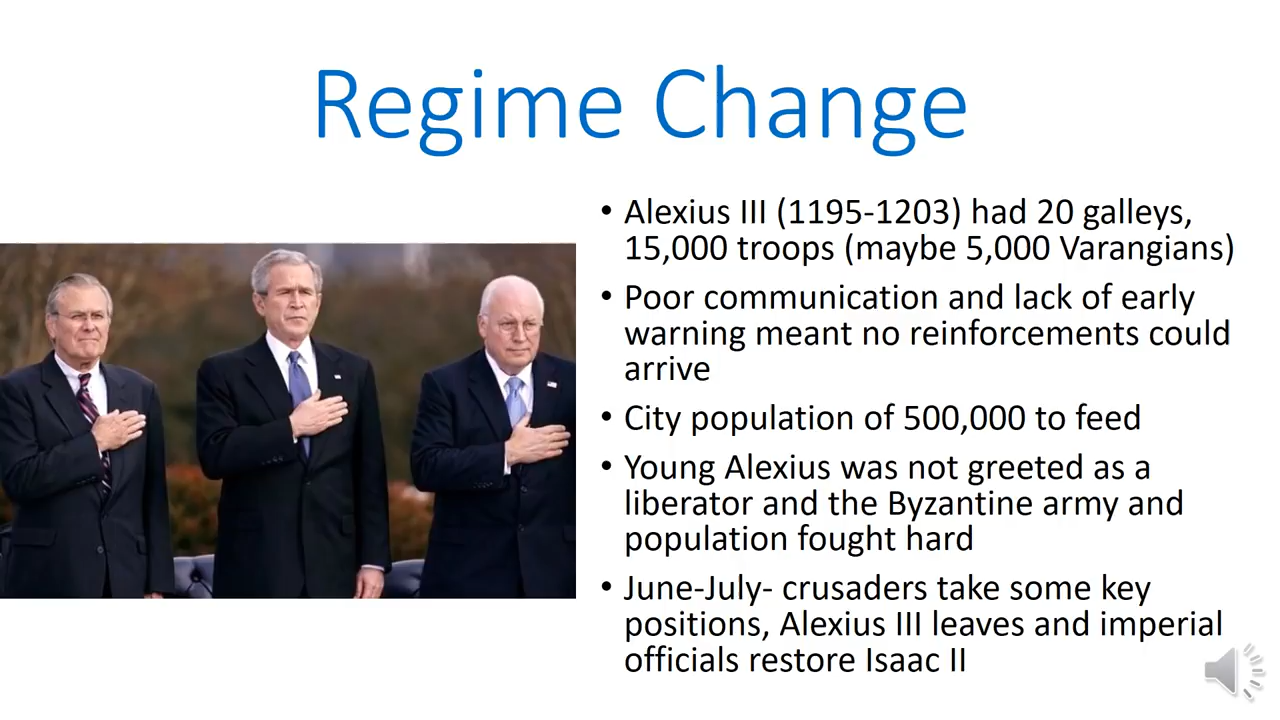 Regime Change
• Alexius III (1195-1203) had 20 galleys,
15,000 troops (maybe 5,000 Varangians)
• Poor communication and lack of early
warning meant no reinforcements could
arrive
• City population of 500,000 to feed
• Young Alexius was not greeted as a
liberator and the Byzantine army and
population fought hard
• June-July- crusaders take some key
positions, Alexius III leaves and imperial
officials restore Isaac II